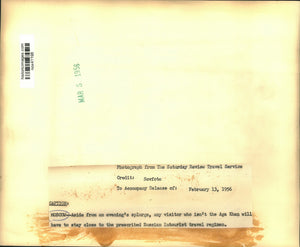 MAR 5 1956
Photograph from The Saturday Review Travel Service
Credit: Sovfoto
To Accompany Release of: February 13, 1956
CAPTION:
MOSCOW--Aside from an evening's splurge, any visitor who isn't the Aga Khan will
have to stay close to the prescribed Russian Intourist travel regimen.